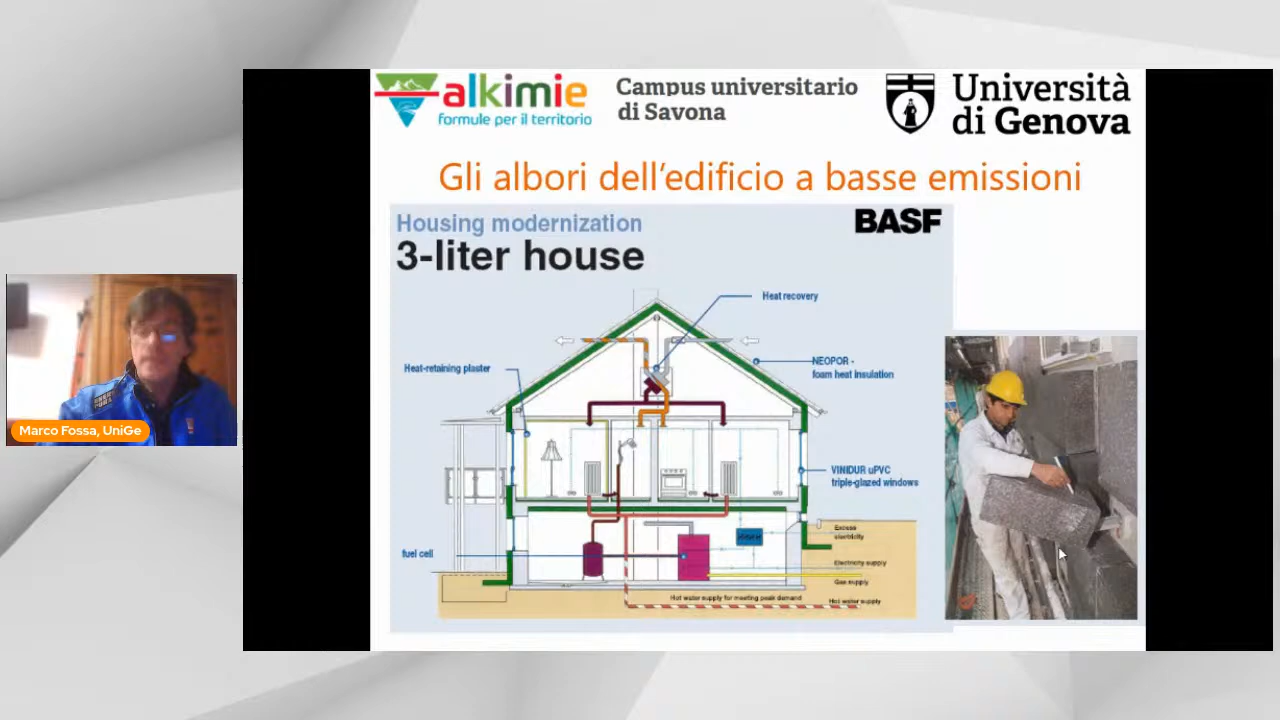 alkimie
formule per il territorio
Campus universitario
di Savona
Università
di Genova
Gli albori dell'edificio a basse emissioni
Housing modernization
3-liter house
BASF
Heat recovery
Heat-retaining plaster
NEOPOR -
foam heat insulation
VINIDUR uPVC
triple-glazed windows
fuel cell
Excess
electricity
Electricity supply
Gas supply
Hot water supply for meeting peak demand
Hot water supply
Marco Fossa, UniGe